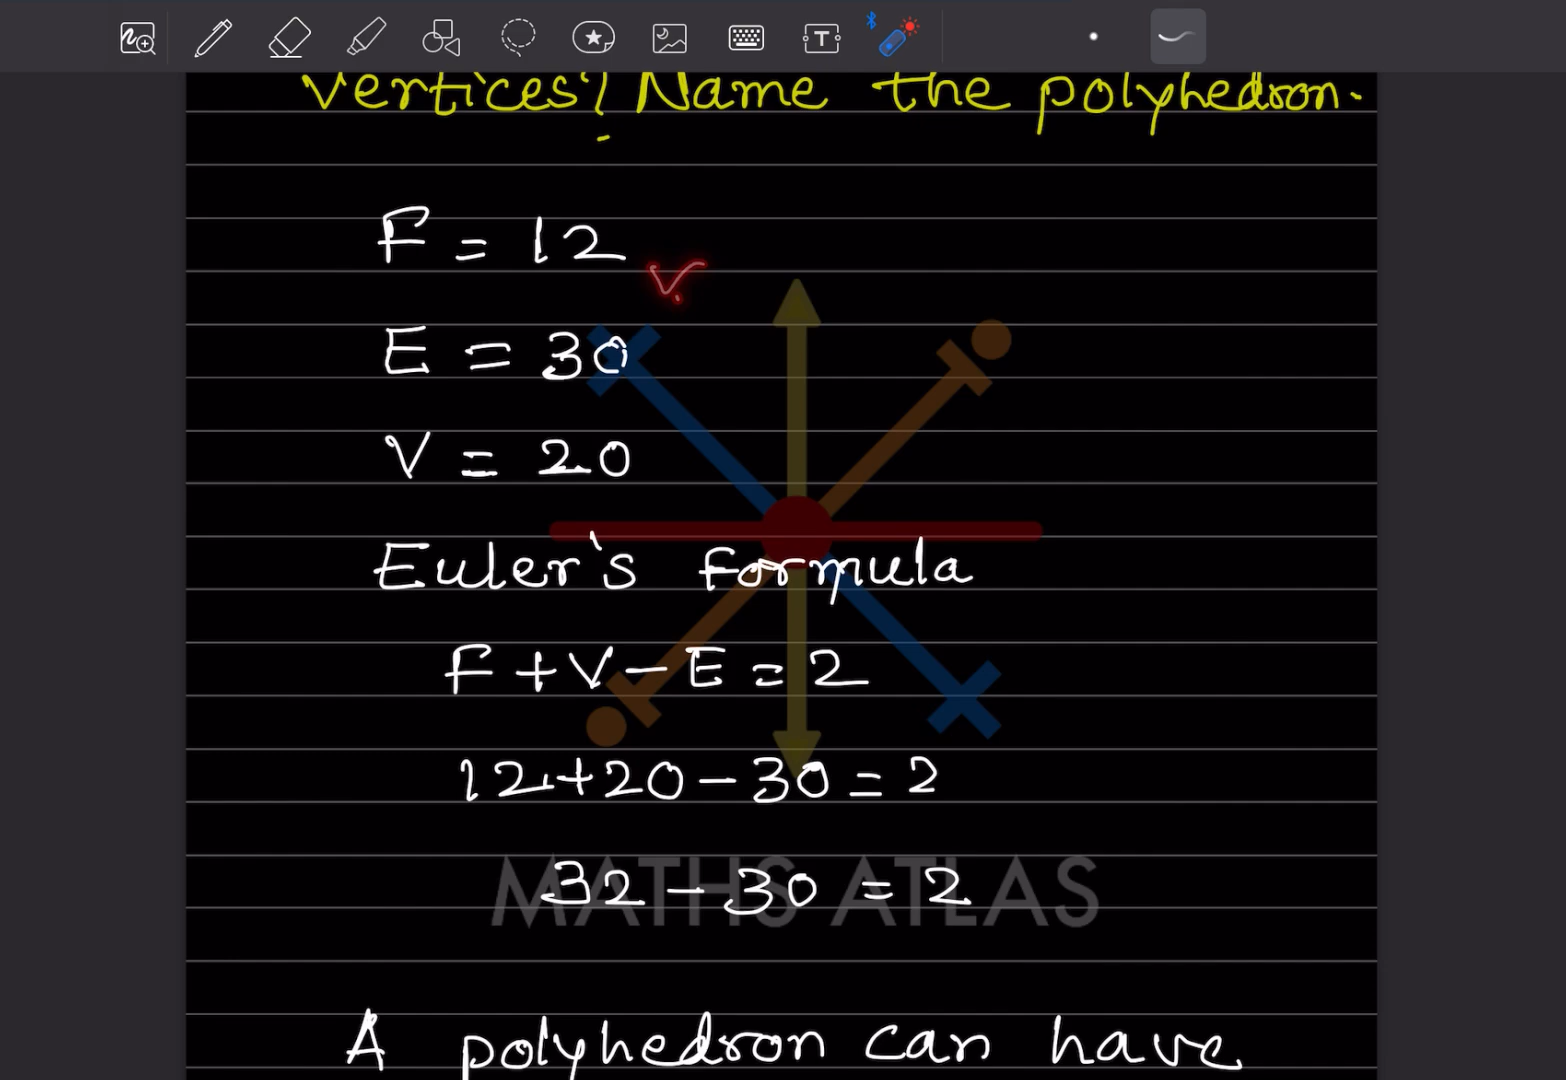 vertices? Name the polyhedron.
F = 12
E = 30
V = 20
Euler's formula
F + V - E = 2
12 + 20 - 30 = 2
32 - 30 = 2
MATHS ATLAS
A polyhedron can have